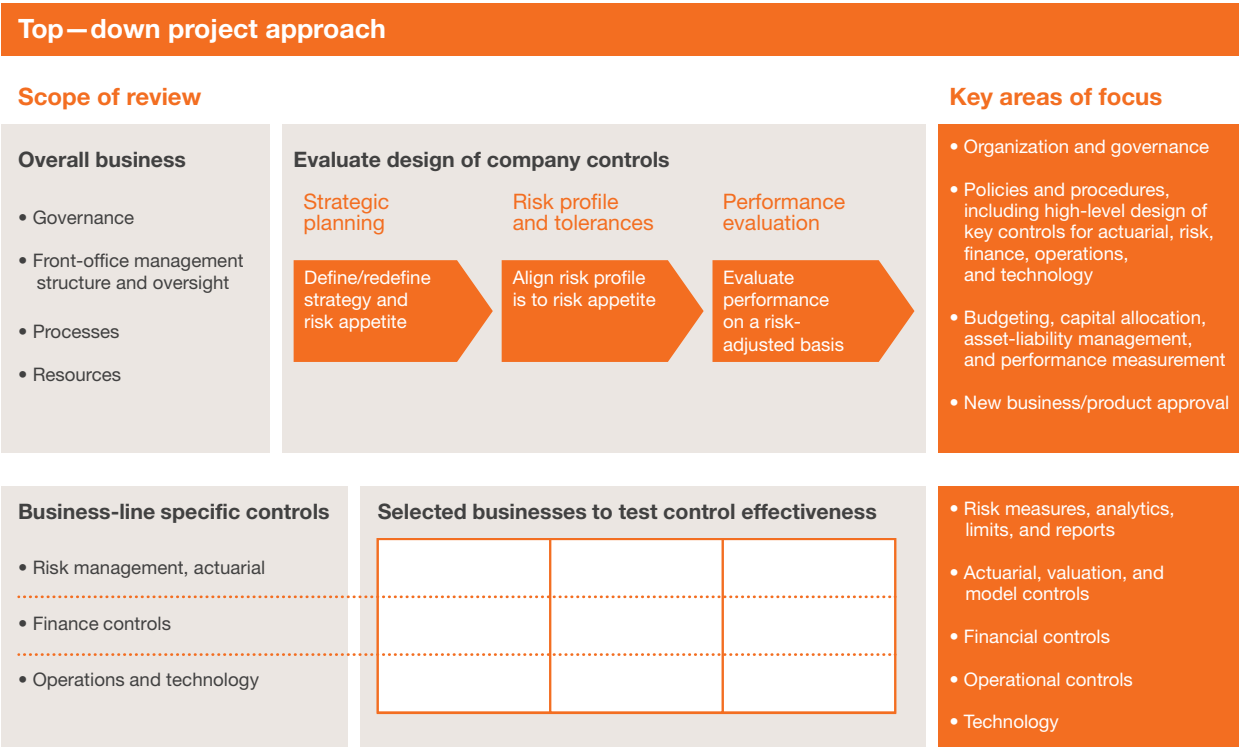 Top—down project approach
Scope of review
Key areas of focus
Overall business
• Governance
• Front-office management
structure and oversight
• Processes
• Resources
Evaluate design of company controls
Strategic
planning
Risk profile
and tolerances
Performance
evaluation
Define/redefine
strategy and
risk appetite
Align risk profile
is to risk appetite
Evaluate
performance
on a risk-
adjusted basis
• Organization and governance
• Policies and procedures,
including high-level design of
key controls for actuarial, risk,
finance, operations,
and technology
• Budgeting, capital allocation,
asset-liability management,
and performance measurement
• New business/product approval
Business-line specific controls
• Risk management, actuarial
• Finance controls
• Operations and technology
Selected businesses to test control effectiveness
• Risk measures, analytics,
limits, and reports
• Actuarial, valuation, and
model controls
• Financial controls
• Operational controls
• Technology